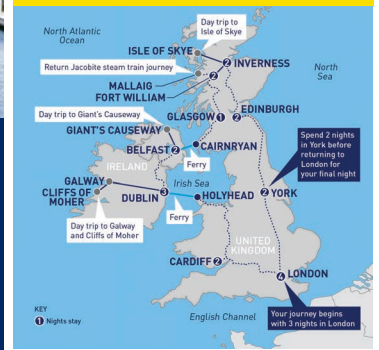 Day trip to
Isle of Skye
North Atlantic
Ocean
ISLE OF SKYE
2 INVERNESS
Return Jacobite steam train journey
North
Sea
MALLAIG
FORT WILLIAM 2
GLASGOW 1
2 EDINBURGH
Day trip to Giant's Causeway
GIANT'S CAUSEWAY
CAIRNRYAN
BELFAST 2
Ferry
Spend 2 nights
in York before
returning to
London for
your final night
IRELAND
GALWAY
Irish Sea
CLIFFS OF
MOHER
DUBLIN 3
HOLYHEAD
2 YORK
Ferry
Day trip to Galway
and Cliffs of Moher
UNITED
KINGDOM
CARDIFF 2
4 LONDON
KEY
1 Nights stay
English Channel
Your journey begins
with 3 nights in London